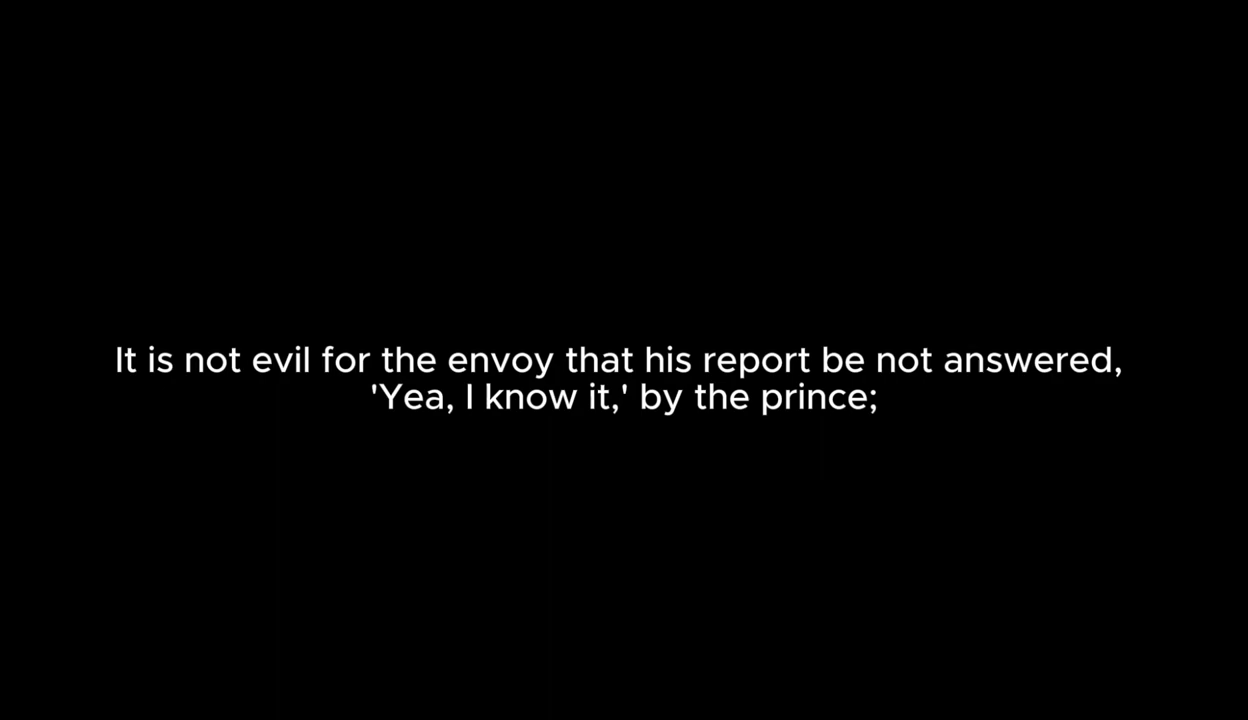 It is not evil for the envoy that his report be not answered,
'Yea, I know it,' by the prince;